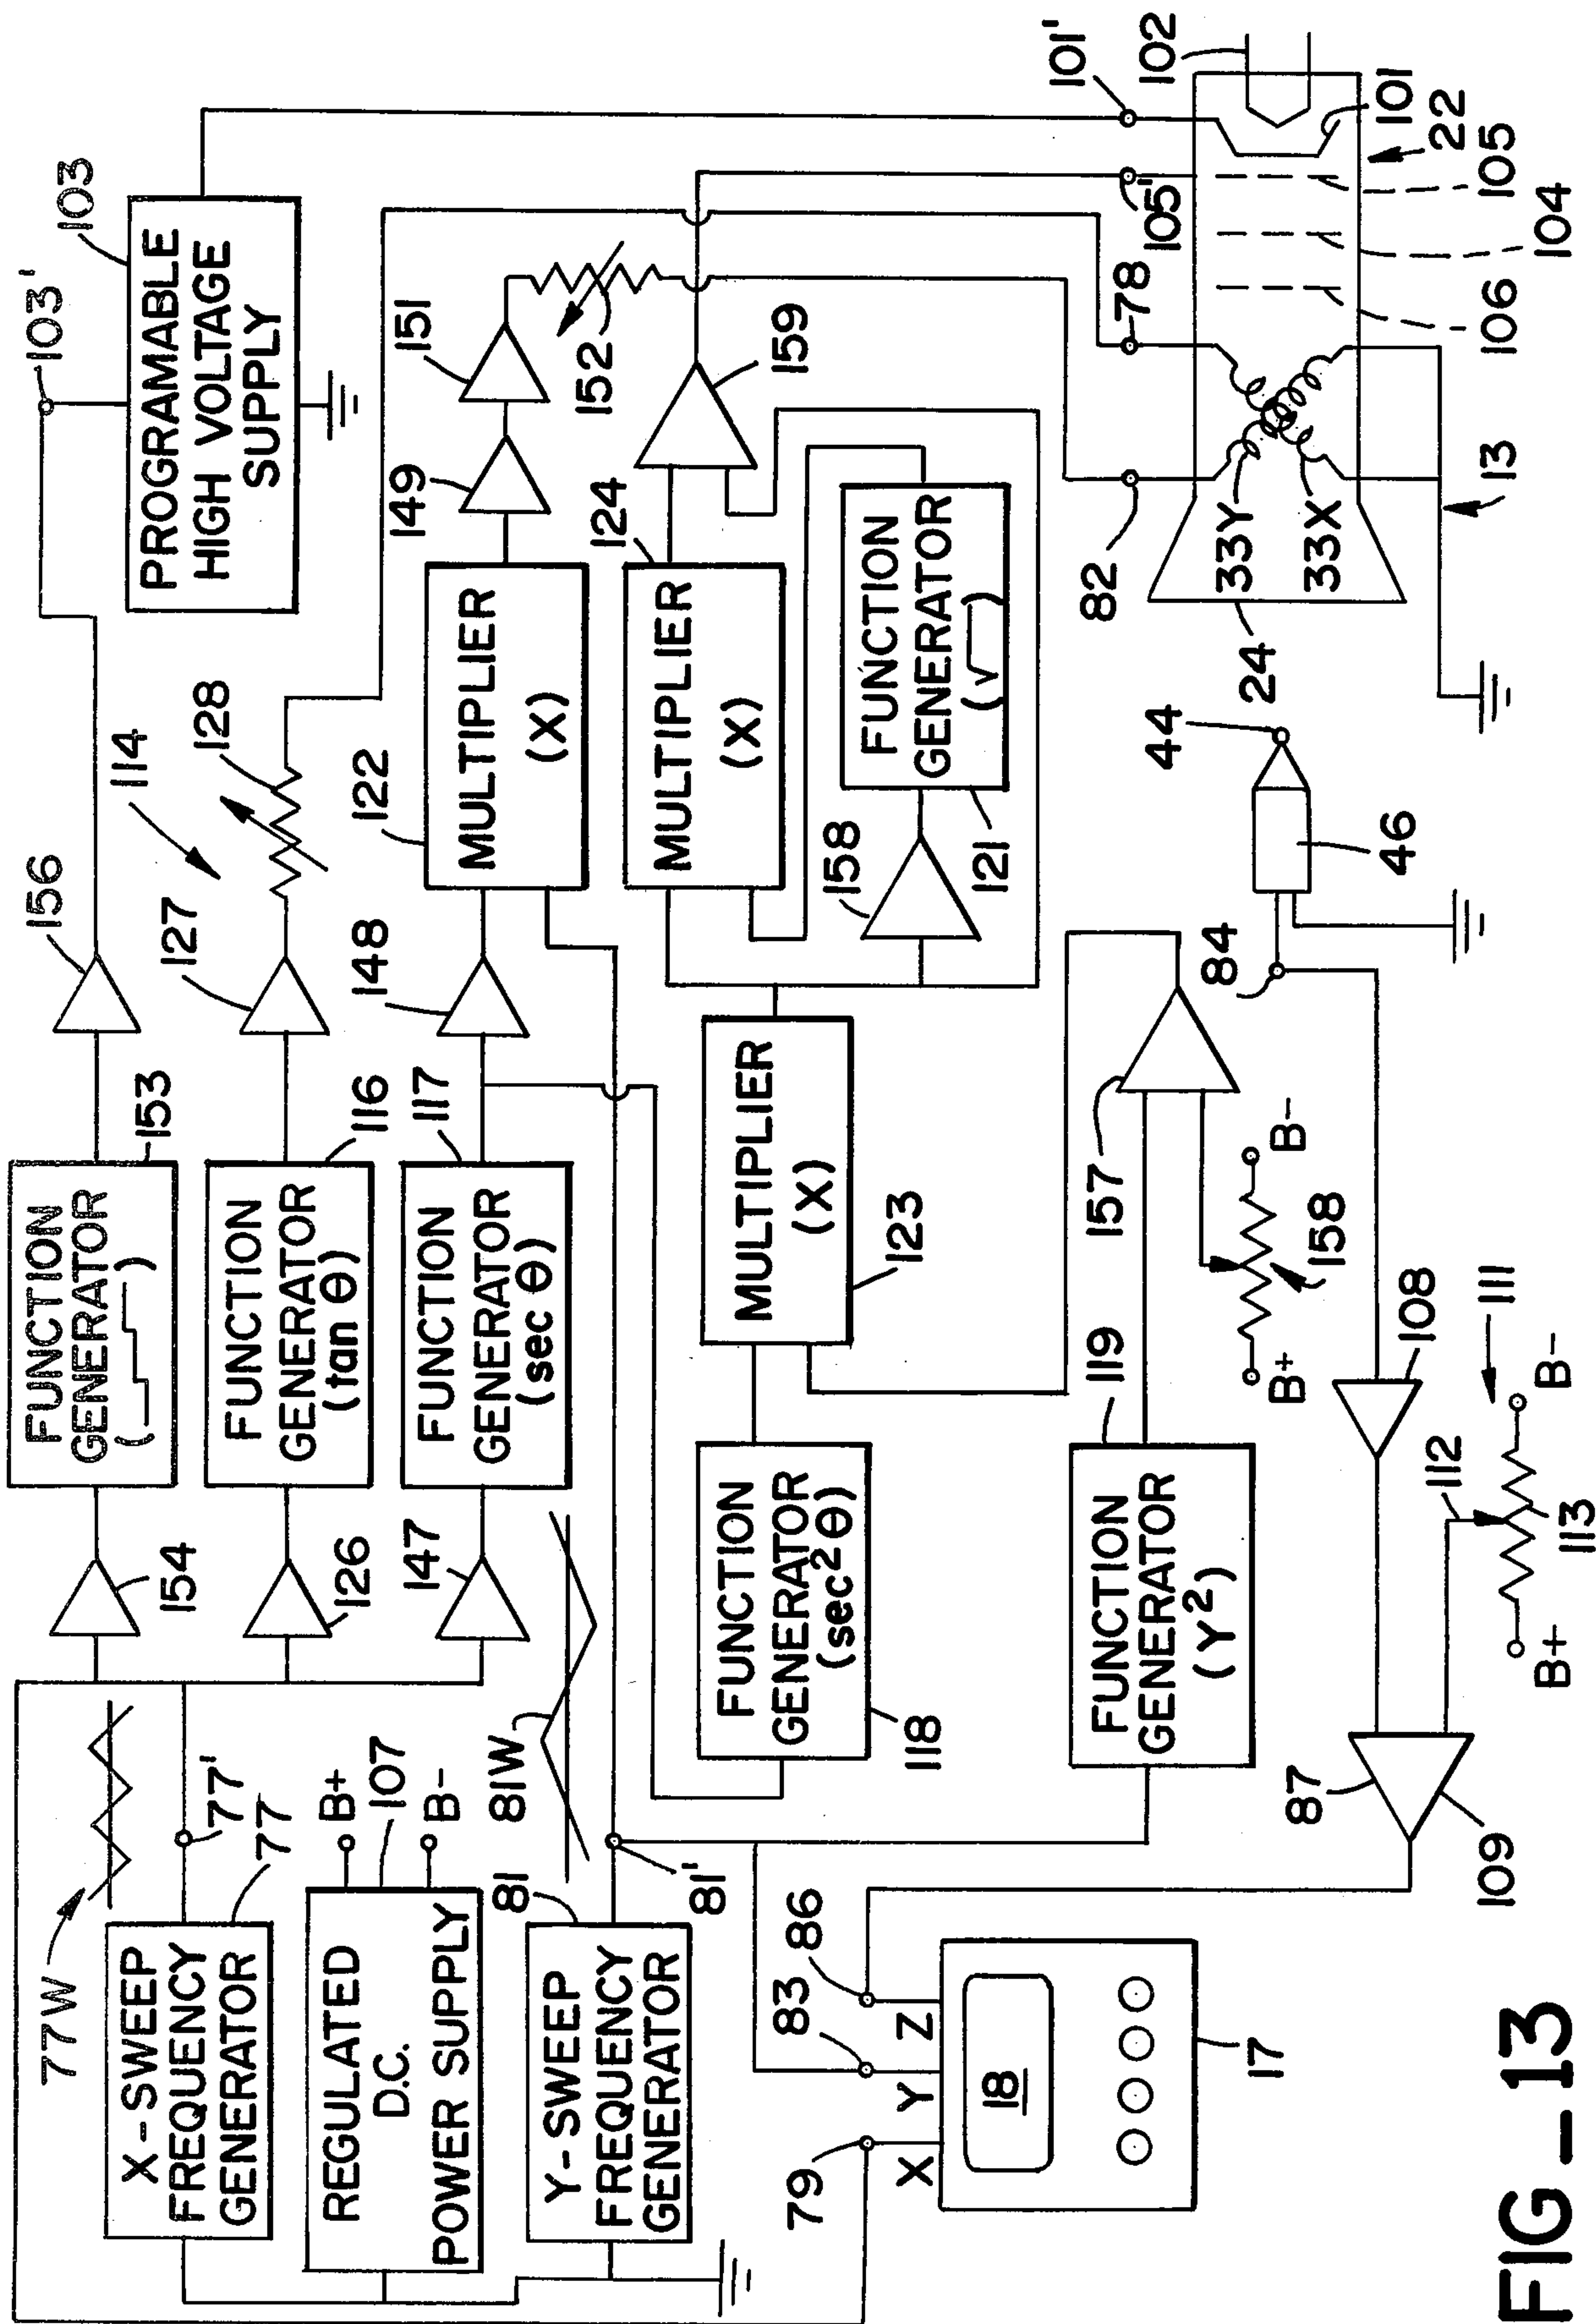 103'
103
PROGRAMABLE
HIGH VOLTAGE
SUPPLY
101'
102
101
22
105
105'
104
106
78
82
33Y
33X
24
13
151
152
149
159
122
MULTIPLIER
(X)
124
MULTIPLIER
(X)
FUNCTION
GENERATOR
(√)
121
158
156
114
128
127
148
44
46
84
FUNCTION
GENERATOR
( )
153
FUNCTION
GENERATOR
(tan θ)
116
FUNCTION
GENERATOR
(sec θ)
117
154
126
147
MULTIPLIER
(X)
123
157
B-
158
B+
FUNCTION
GENERATOR
(sec² θ)
118
FUNCTION
GENERATOR
(Y²)
119
108
111
B-
112
113
B+
87
109
77W
77'
77
X-SWEEP
FREQUENCY
GENERATOR
B+
107
B-
REGULATED
D.C.
POWER SUPPLY
81W
81
81'
Y-SWEEP
FREQUENCY
GENERATOR
86
83
79
X Y Z
18
17
FIG_13